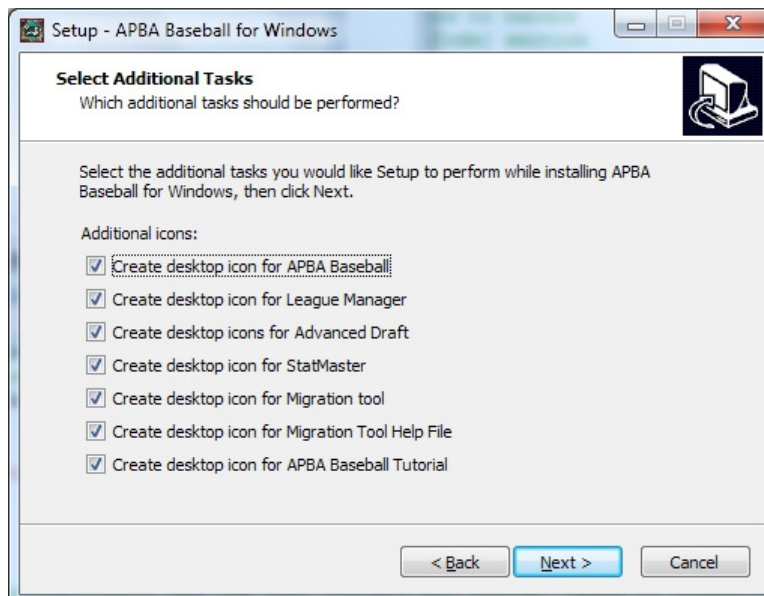 Setup - APBA Baseball for Windows
Select Additional Tasks
Which additional tasks should be performed?
Select the additional tasks you would like Setup to perform while installing APBA
Baseball for Windows, then click Next.
Additional icons:
Create desktop icon for APBA Baseball
Create desktop icon for League Manager
Create desktop icons for Advanced Draft
Create desktop icon for StatMaster
Create desktop icon for Migration tool
Create desktop icon for Migration Tool Help File
Create desktop icon for APBA Baseball Tutorial
< Back
Next >
Cancel